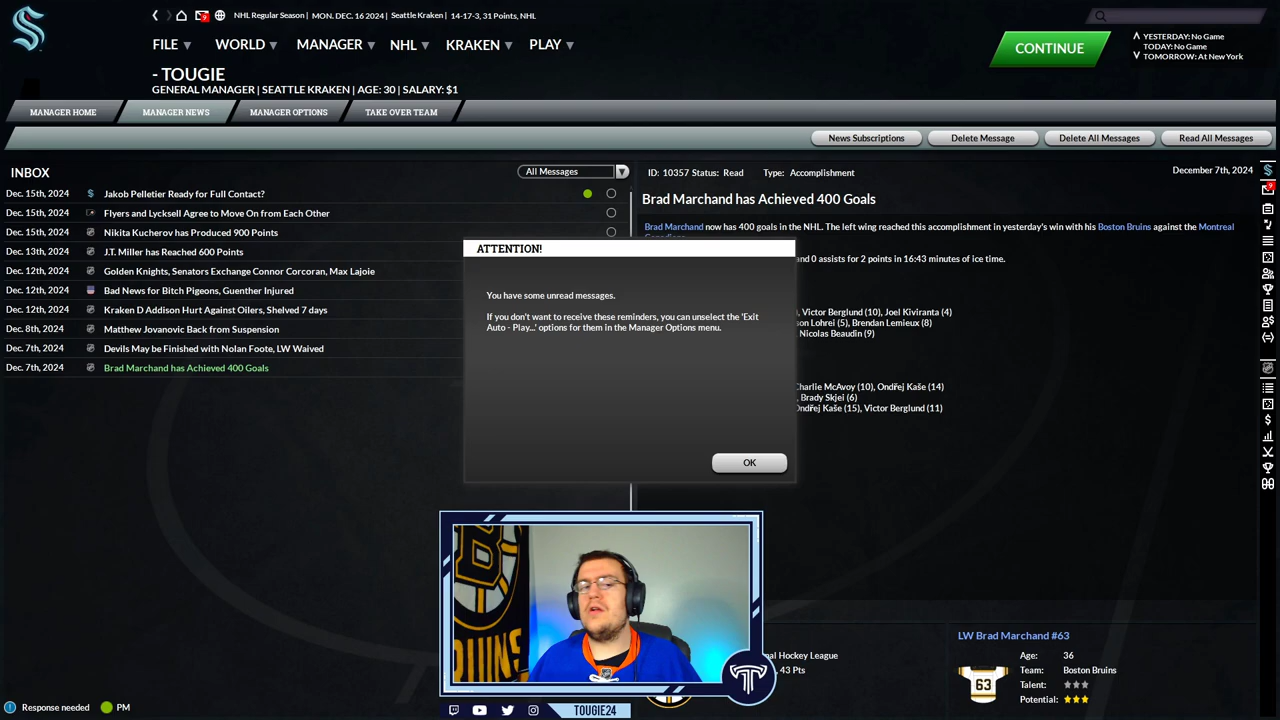 NHL Regular Season | MON. DEC. 16 2024 | Seattle Kraken | 14-17-3, 31 Points, NHL
FILE WORLD MANAGER NHL KRAKEN PLAY
CONTINUE
YESTERDAY: No Game
TODAY: No Game
TOMORROW: At New York
- TOUGIE
GENERAL MANAGER | SEATTLE KRAKEN | AGE: 30 | SALARY: $1
MANAGER HOME MANAGER NEWS MANAGER OPTIONS TAKE OVER TEAM
News Subscriptions Delete Message Delete All Messages Read All Messages
INBOX All Messages
Dec. 15th, 2024 Jakob Pelletier Ready for Full Contact?
Dec. 15th, 2024 Flyers and Lycksell Agree to Move On from Each Other
Dec. 15th, 2024 Nikita Kucherov has Produced 900 Points
Dec. 13th, 2024 J.T. Miller has Reached 600 Points
Dec. 12th, 2024 Golden Knights, Senators Exchange Connor Corcoran, Max Lajoie
Dec. 12th, 2024 Bad News for Bitch Pigeons, Guenther Injured
Dec. 12th, 2024 Kraken D Addison Hurt Against Oilers, Shelved 7 days
Dec. 8th, 2024 Matthew Jovanovic Back from Suspension
Dec. 7th, 2024 Devils May be Finished with Nolan Foote, LW Waived
Dec. 7th, 2024 Brad Marchand has Achieved 400 Goals
ID: 10357 Status: Read Type: Accomplishment December 7th, 2024
Brad Marchand has Achieved 400 Goals
Brad Marchand now has 400 goals in the NHL. The left wing reached this accomplishment in yesterday's win with his Boston Bruins against the Montreal
and 0 assists for 2 points in 16:43 minutes of ice time.
, Victor Berglund (10), Joel Kiviranta (4)
son Lohrei (5), Brendan Lemieux (8)
Nicolas Beaudin (9)
Charlie McAvoy (10), Ondřej Kaše (14)
, Brady Skjei (6)
Ondřej Kaše (15), Victor Berglund (11)
ATTENTION!
You have some unread messages.
If you don't want to receive these reminders, you can unselect the 'Exit
Auto - Play...' options for them in the Manager Options menu.
OK
nal Hockey League
, 43 Pts
LW Brad Marchand #63
Age: 36
Team: Boston Bruins
Talent:
Potential:
63
B
UINS
TOUGIE24
Response needed PM